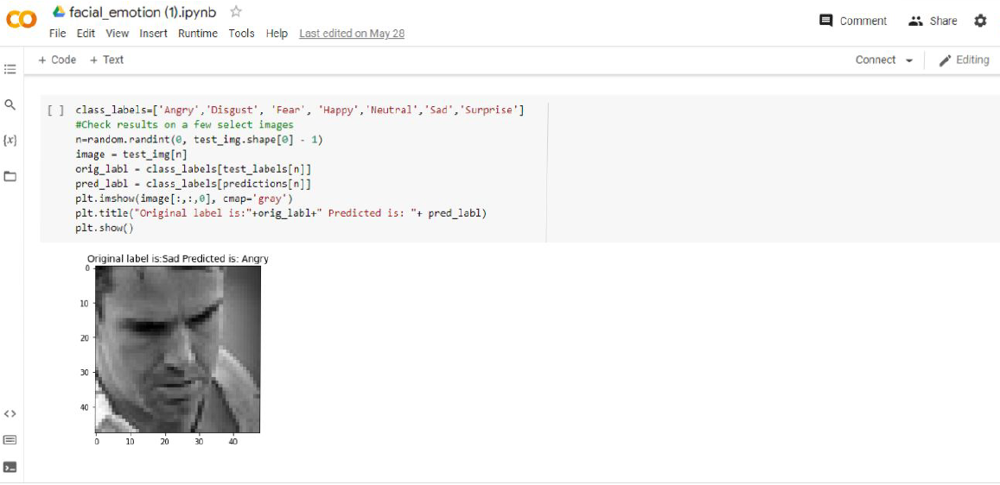 facial_emotion (1).ipynb
Comment
Share
File Edit View Insert Runtime Tools Help Last edited on May 28
+ Code + Text
Connect
Editing
[ ] class_labels=['Angry','Disgust', 'Fear', 'Happy','Neutral','Sad','Surprise']
#Check results on a few select images
n=random.randint(0, test_img.shape[0] - 1)
image = test_img[n]
orig_labl = class_labels[test_labels[n]]
pred_labl = class_labels[predictions[n]]
plt.imshow(image[:,:,0], cmap='gray')
plt.title("Original label is:"+orig_labl+" Predicted is: "+ pred_labl)
plt.show()
{x}
Original label is:Sad Predicted is: Angry
0
10
20
30
40
0 10 20 30 40